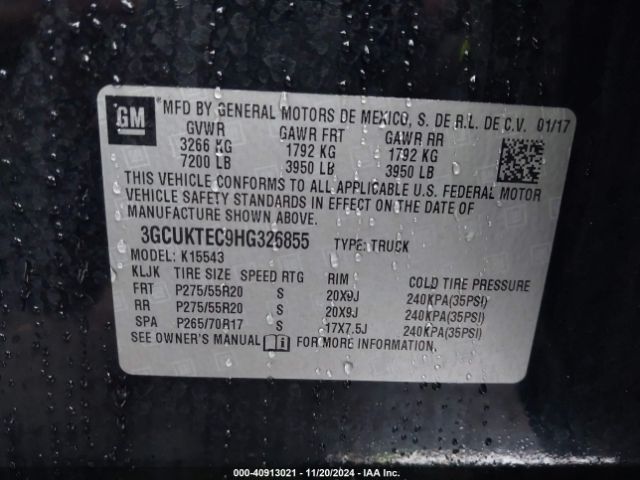 GM
*MFD BY GENERAL MOTORS DE MEXICO, S. DE R.L. DE C.V. 01/17
GVWR GAWR FRT GAWR RR
3266 KG 1792 KG 1792 KG
7200 LB 3950 LB 3950 LB
THIS VEHICLE CONFORMS TO ALL APPLICABLE U.S. FEDERAL MOTOR
VEHICLE SAFETY STANDARDS IN EFFECT ON THE DATE OF
MANUFACTURE SHOWN ABOVE.
3GCUKTEC9HG326855 TYPE: TRUCK
MODEL: K15543
KLJK TIRE SIZE SPEED RTG RIM COLD TIRE PRESSURE
FRT P275/55R20 S 20X9J 240KPA(35PSI)
RR P275/55R20 S 20X9J 240KPA(35PSI)
SPA P265/70R17 S 17X7.5J 240KPA(35PSI)
SEE OWNER'S MANUAL FOR MORE INFORMATION.
000-40913021 - 11/20/2024 - IAA Inc.